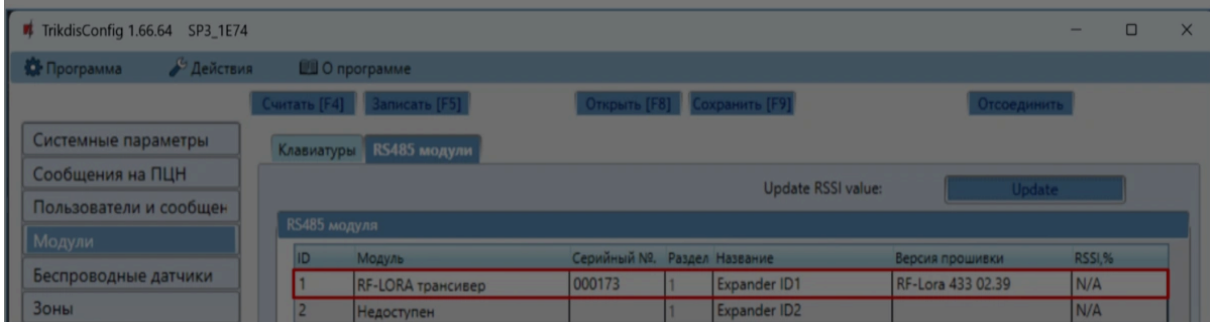 TrikdisConfig 1.66.64 SP3_1E74
Программа Действия О программе
Считать [F4] Записать [F5] Открыть [F8] Сохранить [F9] Отсоединить
Системные параметры
Сообщения на ПЦН
Пользователи и сообщен
Модули
Беспроводные датчики
Зоны
Клавиатуры RS485 модули
Update RSSI value: Update
RS485 модуля
ID Модуль Серийный №. Раздел Название Версия прошивки RSSI,%
1 RF-LORA трансивер 000173 1 Expander ID1 RF-Lora 433 02.39 N/A
2 Недоступен 1 Expander ID2 N/A